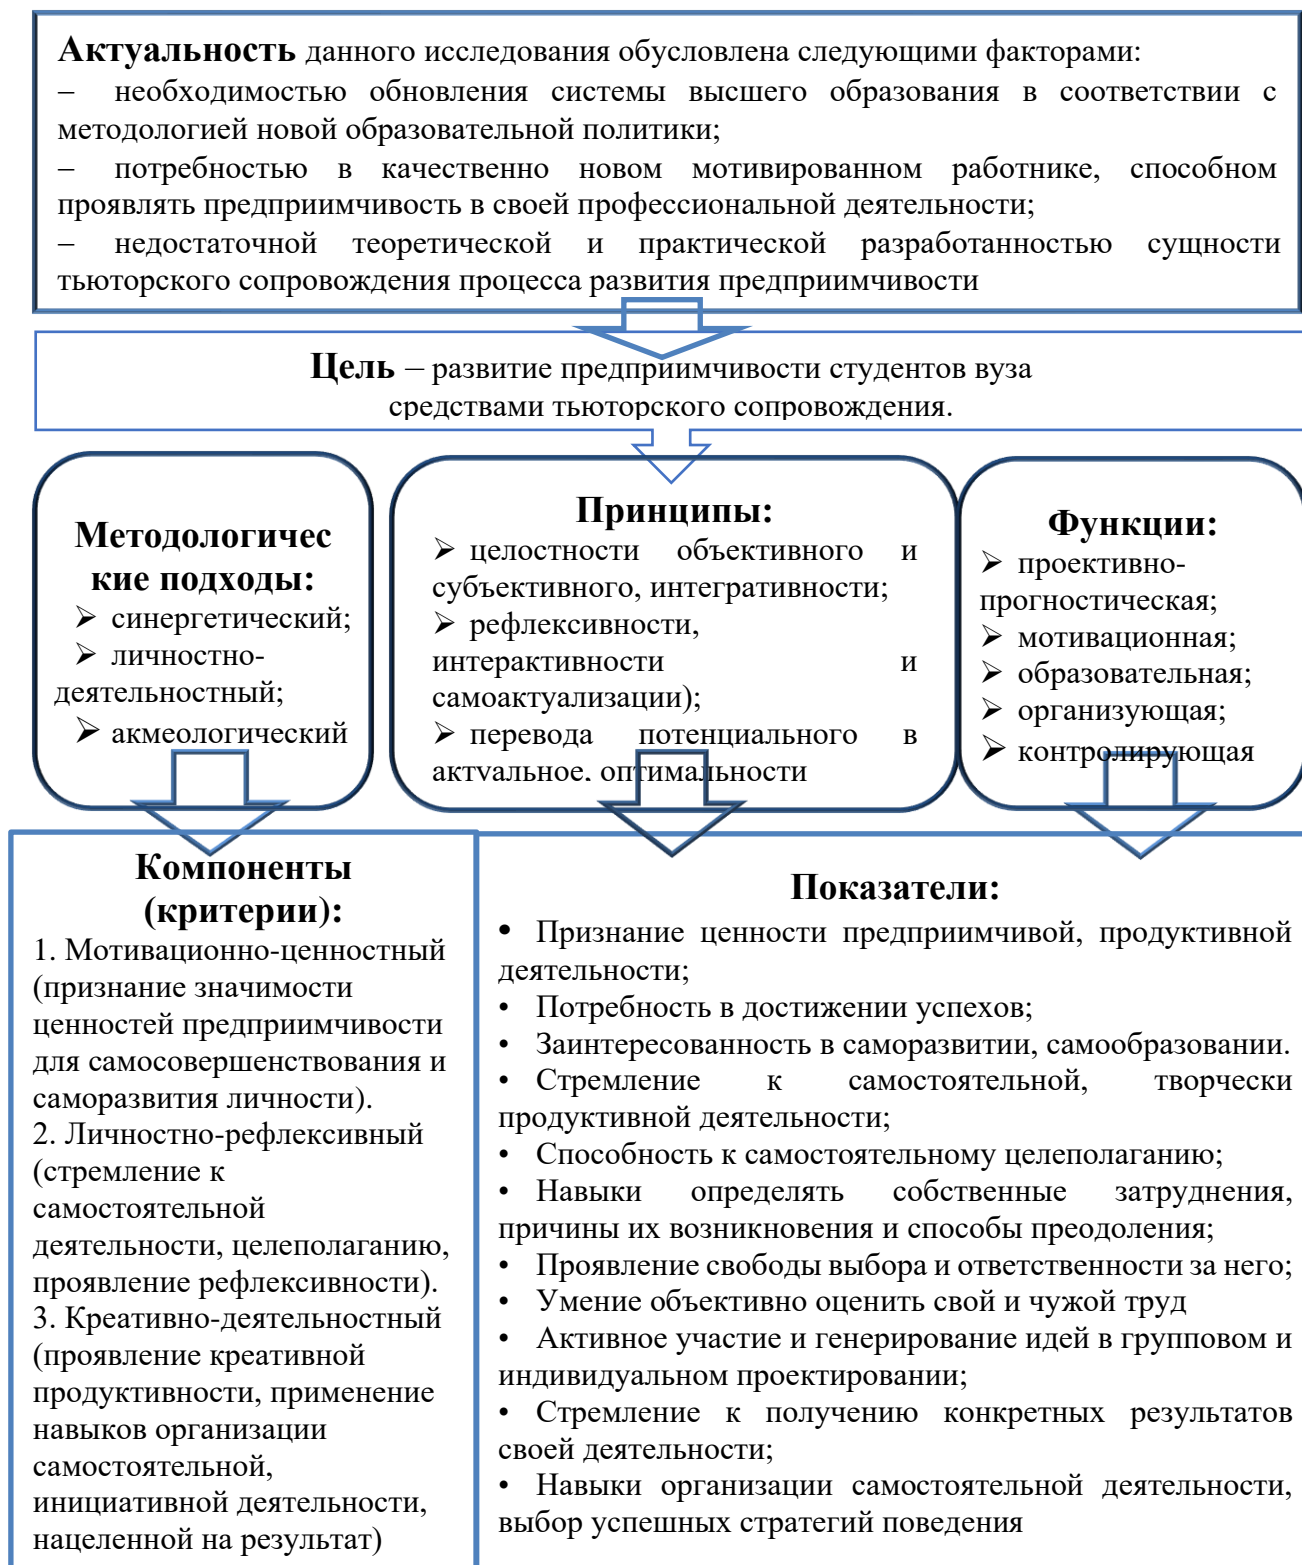 Актуальность данного исследования обусловлена следующими факторами:
– необходимостью обновления системы высшего образования в соответствии с
методологией новой образовательной политики;
– потребностью в качественно новом мотивированном работнике, способном
проявлять предприимчивость в своей профессиональной деятельности;
– недостаточной теоретической и практической разработанностью сущности
тьюторского сопровождения процесса развития предприимчивости
Цель – развитие предприимчивости студентов вуза
средствами тьюторского сопровождения.
Методологичес
кие подходы:
➢ синергетический;
➢ личностно-
деятельностный;
➢ акмеологический
Принципы:
➢ целостности объективного и
субъективного, интегративности;
➢ рефлексивности,
интерактивности и
самоактуализации);
➢ перевода потенциального в
актуальное, оптимальности
Функции:
➢ проективно-
прогностическая;
➢ мотивационная;
➢ образовательная;
➢ организующая;
➢ контролирующая
Компоненты
(критерии):
1. Мотивационно-ценностный
(признание значимости
ценностей предприимчивости
для самосовершенствования и
саморазвития личности).
2. Личностно-рефлексивный
(стремление к
самостоятельной
деятельности, целеполаганию,
проявление рефлексивности).
3. Креативно-деятельностный
(проявление креативной
продуктивности, применение
навыков организации
самостоятельной,
инициативной деятельности,
нацеленной на результат)
Показатели:
• Признание ценности предприимчивой, продуктивной
деятельности;
• Потребность в достижении успехов;
• Заинтересованность в саморазвитии, самообразовании.
• Стремление к самостоятельной, творчески
продуктивной деятельности;
• Способность к самостоятельному целеполаганию;
• Навыки определять собственные затруднения,
причины их возникновения и способы преодоления;
• Проявление свободы выбора и ответственности за него;
• Умение объективно оценить свой и чужой труд
• Активное участие и генерирование идей в групповом и
индивидуальном проектировании;
• Стремление к получению конкретных результатов
своей деятельности;
• Навыки организации самостоятельной деятельности,
выбор успешных стратегий поведения